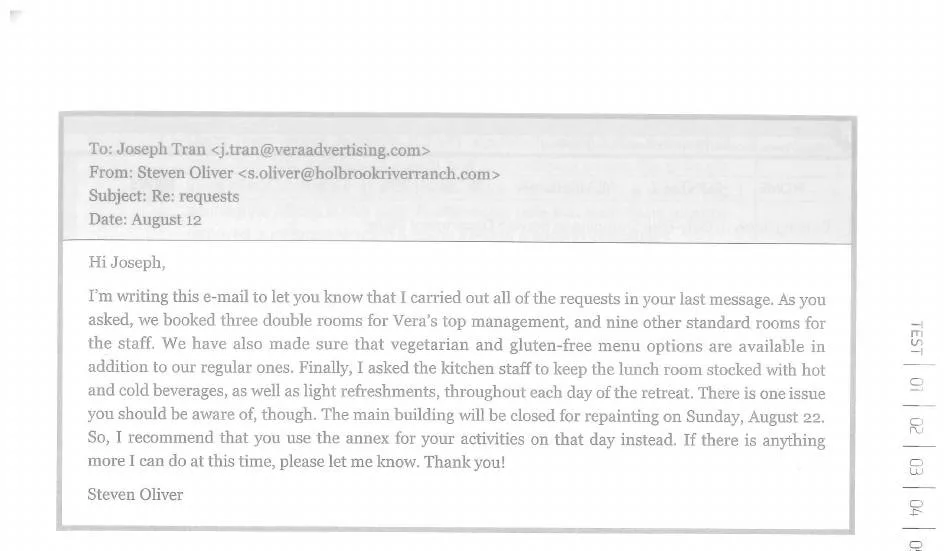 To: Joseph Tran <j.tran@veraadvertising.com>
From: Steven Oliver <s.oliver@holbrookriverranch.com>
Subject: Re: requests
Date: August 12
Hi Joseph,
I'm writing this e-mail to let you know that I carried out all of the requests in your last message. As you
asked, we booked three double rooms for Vera's top management, and nine other standard rooms for
the staff. We have also made sure that vegetarian and gluten-free menu options are available in
addition to our regular ones. Finally, I asked the kitchen staff to keep the lunch room stocked with hot
and cold beverages, as well as light refreshments, throughout each day of the retreat. There is one issue
you should be aware of, though. The main building will be closed for repainting on Sunday, August 22.
So, I recommend that you use the annex for your activities on that day instead. If there is anything
more I can do at this time, please let me know. Thank you!
Steven Oliver
TEST
01
02
03
04